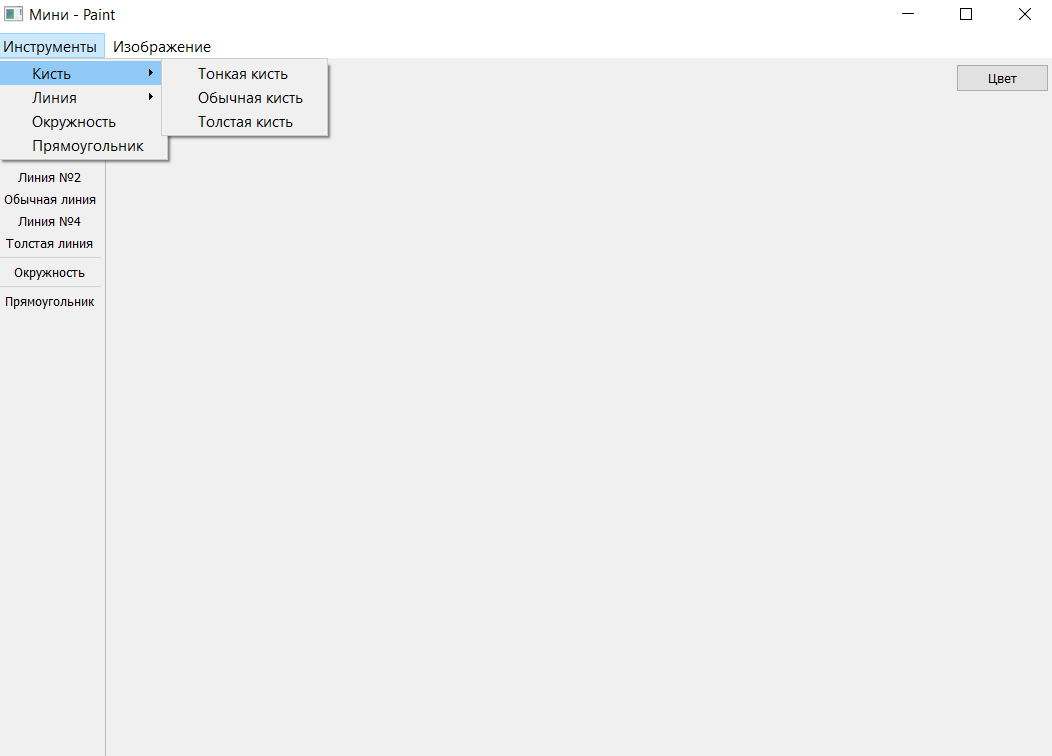 Мини - Paint
Инструменты Изображение
Кисть
Линия
Окружность
Прямоугольник
Тонкая кисть
Обычная кисть
Толстая кисть
Цвет
Линия №2
Обычная линия
Линия №4
Толстая линия
Окружность
Прямоугольник